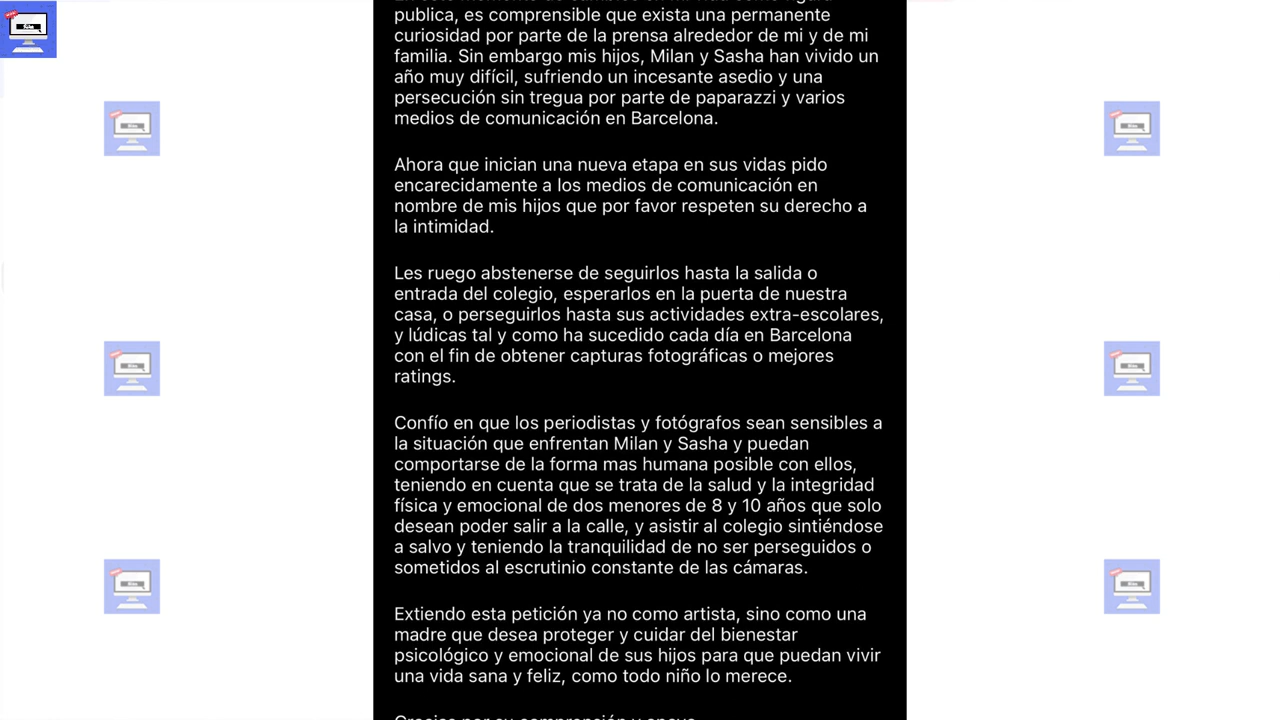 publica, es comprensible que exista una permanente
curiosidad por parte de la prensa alrededor de mi y de mi
familia. Sin embargo mis hijos, Milan y Sasha han vivido un
año muy difícil, sufriendo un incesante asedio y una
persecución sin tregua por parte de paparazzi y varios
medios de comunicación en Barcelona.
Ahora que inician una nueva etapa en sus vidas pido
encarecidamente a los medios de comunicación en
nombre de mis hijos que por favor respeten su derecho a
la intimidad.
Les ruego abstenerse de seguirlos hasta la salida o
entrada del colegio, esperarlos en la puerta de nuestra
casa, o perseguirlos hasta sus actividades extra-escolares,
y lúdicas tal y como ha sucedido cada día en Barcelona
con el fin de obtener capturas fotográficas o mejores
ratings.
Confío en que los periodistas y fotógrafos sean sensibles a
la situación que enfrentan Milan y Sasha y puedan
comportarse de la forma mas humana posible con ellos,
teniendo en cuenta que se trata de la salud y la integridad
física y emocional de dos menores de 8 y 10 años que solo
desean poder salir a la calle, y asistir al colegio sintiéndose
a salvo y teniendo la tranquilidad de no ser perseguidos o
sometidos al escrutinio constante de las cámaras.
Extiendo esta petición ya no como artista, sino como una
madre que desea proteger y cuidar del bienestar
psicológico y emocional de sus hijos para que puedan vivir
una vida sana y feliz, como todo niño lo merece.
Gracias por su comprensión y apoyo